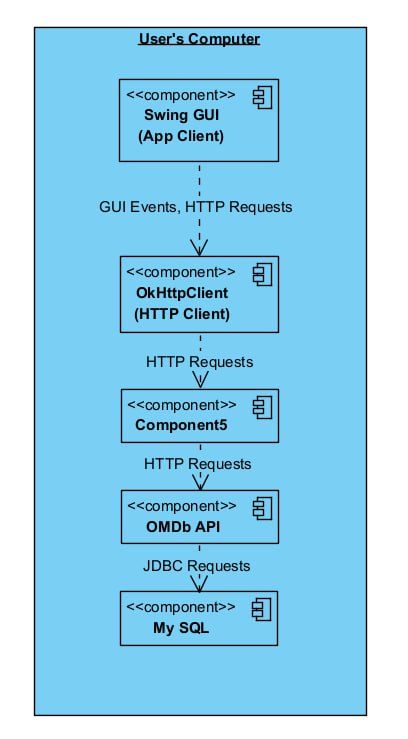 User's Computer
<<component>>
Swing GUI
(App Client)
GUI Events, HTTP Requests
<<component>>
OkHttpClient
(HTTP Client)
HTTP Requests
<<component>>
Component5
HTTP Requests
<<component>>
OMDb API
JDBC Requests
<<component>>
My SQL